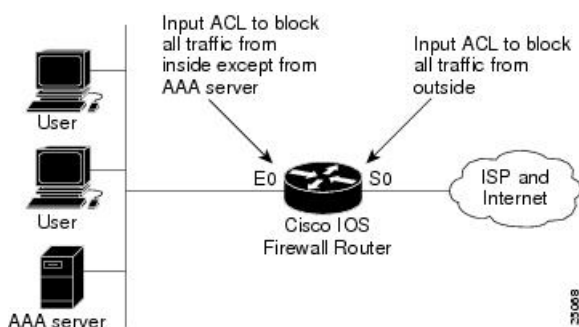 Input ACL to block
all traffic from
inside except from
AAA server
Input ACL to block
all traffic from
outside
User
User
AAA server
E0
S0
Cisco IOS
Firewall Router
ISP and
Internet
25068